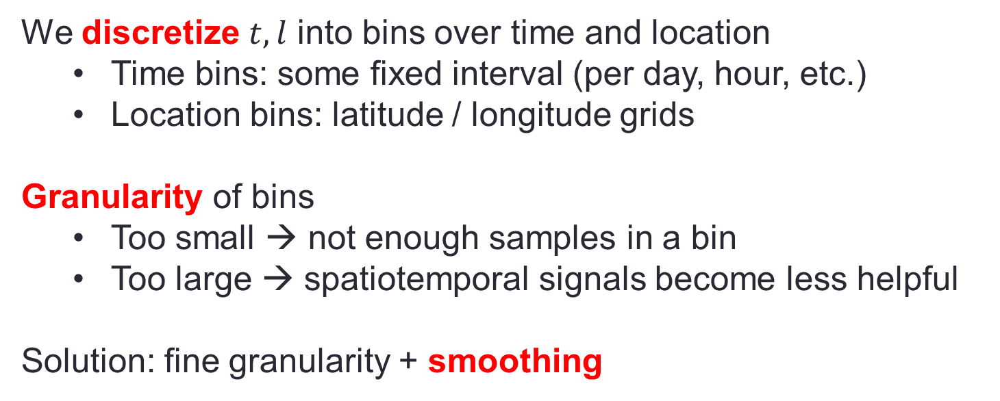 We discretize t, l into bins over time and location
• Time bins: some fixed interval (per day, hour, etc.)
• Location bins: latitude / longitude grids
Granularity of bins
• Too small → not enough samples in a bin
• Too large → spatiotemporal signals become less helpful
Solution: fine granularity + smoothing